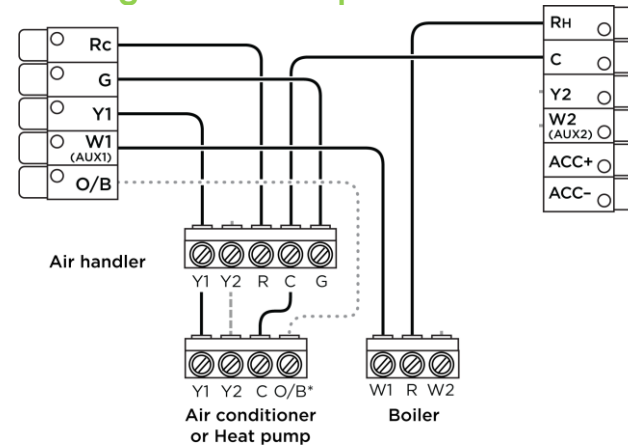 Rc
G
Y1
W1
(AUX1)
O/B
RH
C
Y2
W2
(AUX2)
ACC+
ACC-
Air handler
Y1 Y2 R C G
Y1 Y2 C O/B*
Air conditioner
or Heat pump
W1 R W2
Boiler